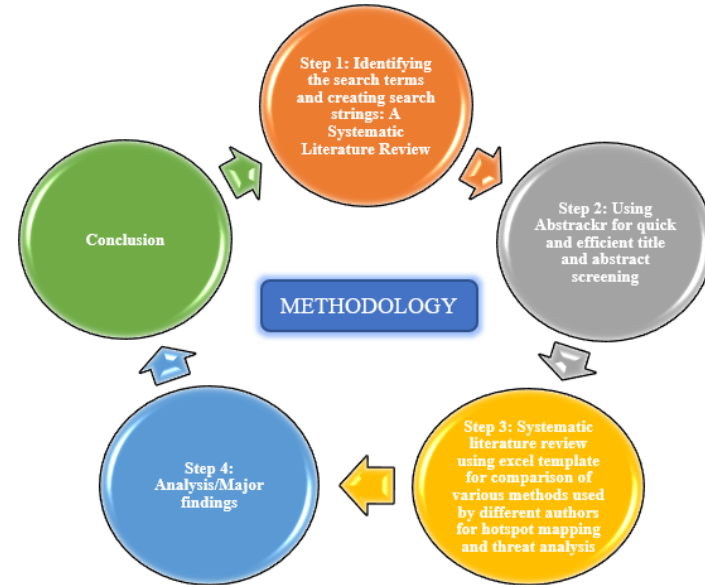 Step 1: Identifying
the search terms
and creating search
strings: A
Systematic
Literature Review
Step 2: Using
Abstrackr for quick
and efficient title
and abstract
screening
Step 3: Systematic
literature review
using excel template
for comparison of
various methods used
by different authors
for hotspot mapping
and threat analysis
Step 4:
Analysis/Major
findings
Conclusion
METHODOLOGY